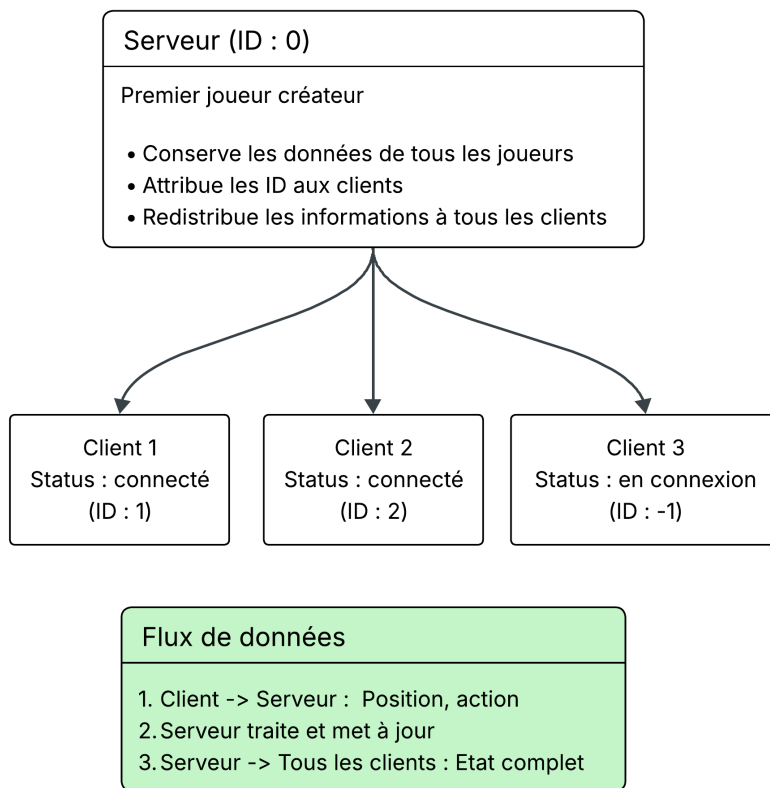 Serveur (ID : 0)
Premier joueur créateur
• Conserve les données de tous les joueurs
• Attribue les ID aux clients
• Redistribue les informations à tous les clients
Client 1
Status : connecté
(ID : 1)
Client 2
Status : connecté
(ID : 2)
Client 3
Status : en connexion
(ID : -1)
Flux de données
1. Client -> Serveur :  Position, action
2. Serveur traite et met à jour
3. Serveur -> Tous les clients : Etat complet